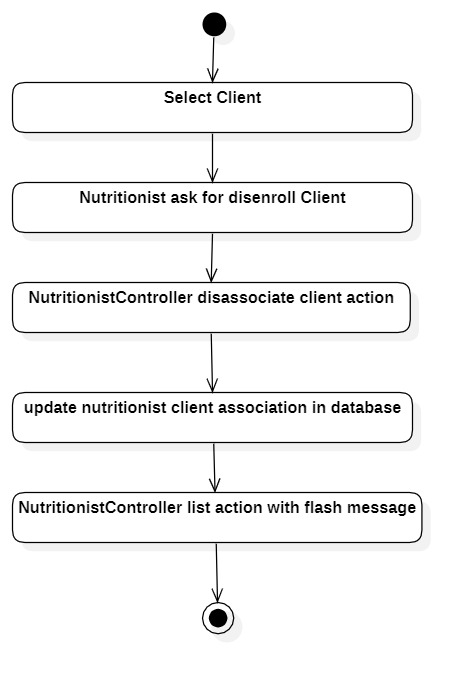 Select Client
Nutritionist ask for disenroll Client
NutritionistController disassociate client action
update nutritionist client association in database
NutritionistController list action with flash message